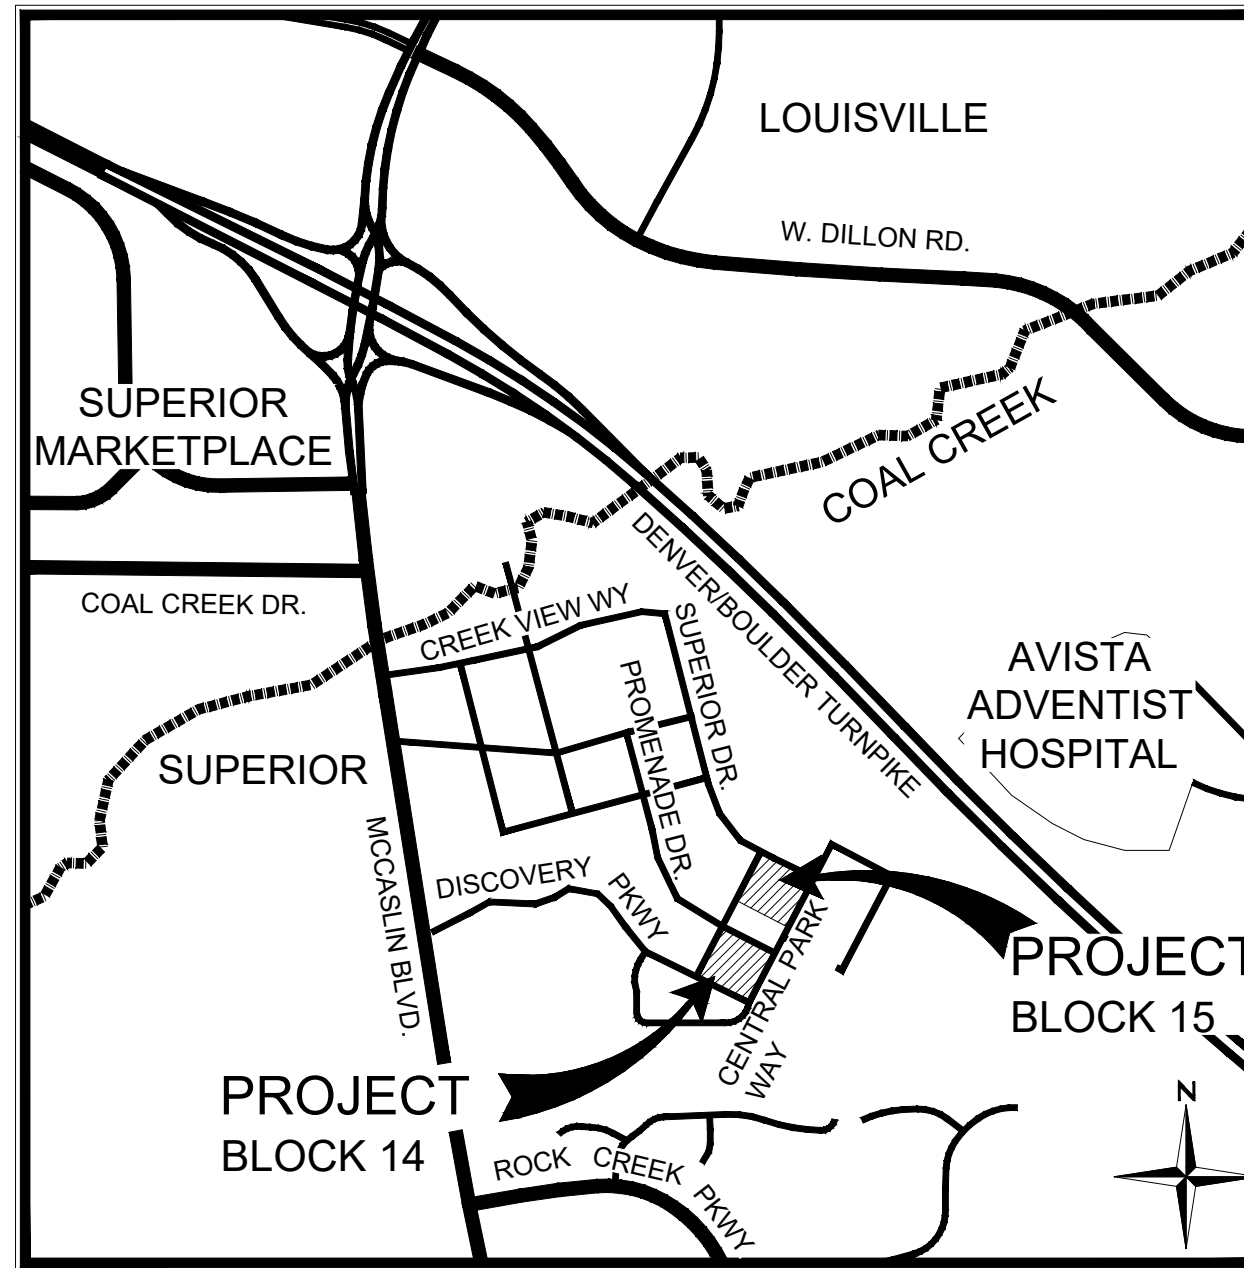 LOUISVILLE
W. DILLON RD.
SUPERIOR
MARKETPLACE
COAL CREEK
DENVER/BOULDER TURNPIKE
COAL CREEK DR.
CREEK VIEW WY
SUPERIOR DR.
PROMENADE DR.
AVISTA
ADVENTIST
HOSPITAL
SUPERIOR
MCCASLIN BLVD.
DISCOVERY PKWY
CENTRAL PARK
WAY
PROJECT
BLOCK 15
PROJECT
BLOCK 14
N
ROCK CREEK PKWY